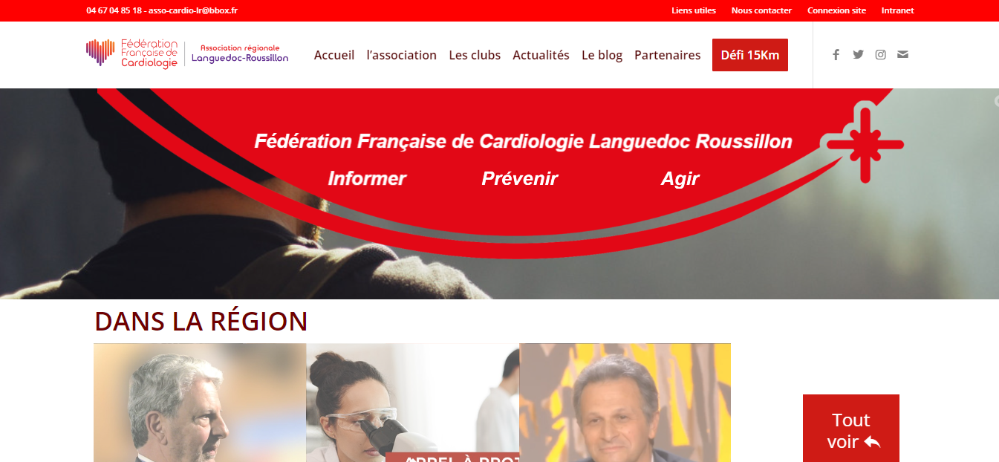 04 67 04 85 18 - asso-cardio-lr@bbox.fr
Liens utiles Nous contacter Connexion site Intranet
Fédération
Française de
Cardiologie
Association régionale
Languedoc-Roussillon
Accueil l'association Les clubs Actualités Le blog Partenaires Défi 15Km
Fédération Française de Cardiologie Languedoc Roussillon
Informer Prévenir Agir
DANS LA RÉGION
APPEL À
Tout
voir